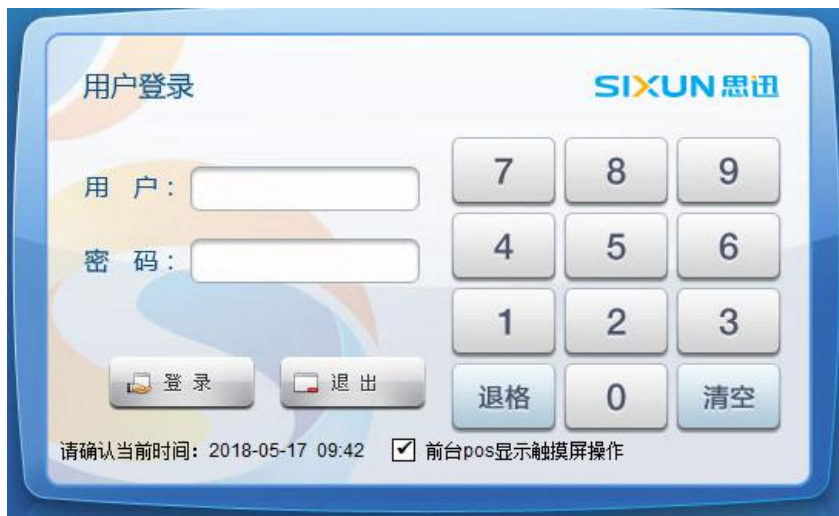 用户登录
SIXUN思迅
用 户：
密 码：
7 8 9
4 5 6
1 2 3
退格 0 清空
登 录 退 出
请确认当前时间：2018-05-17 09:42 前台pos显示触摸屏操作